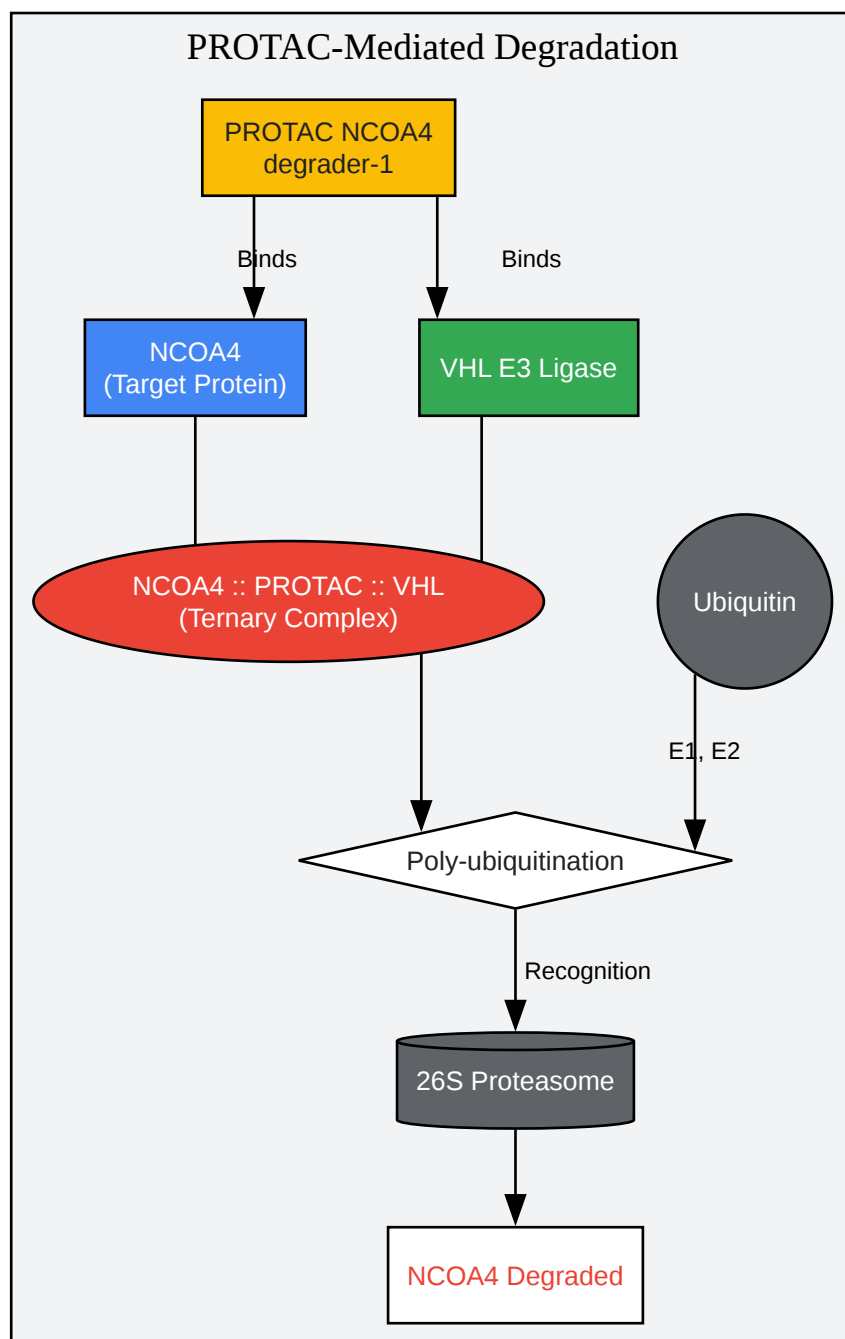 PROTAC-Mediated Degradation
PROTAC NCOA4
degrader-1
Binds
Binds
NCOA4
(Target Protein)
VHL E3 Ligase
NCOA4 :: PROTAC :: VHL
(Ternary Complex)
Ubiquitin
E1, E2
Poly-ubiquitination
Recognition
26S Proteasome
NCOA4 Degraded